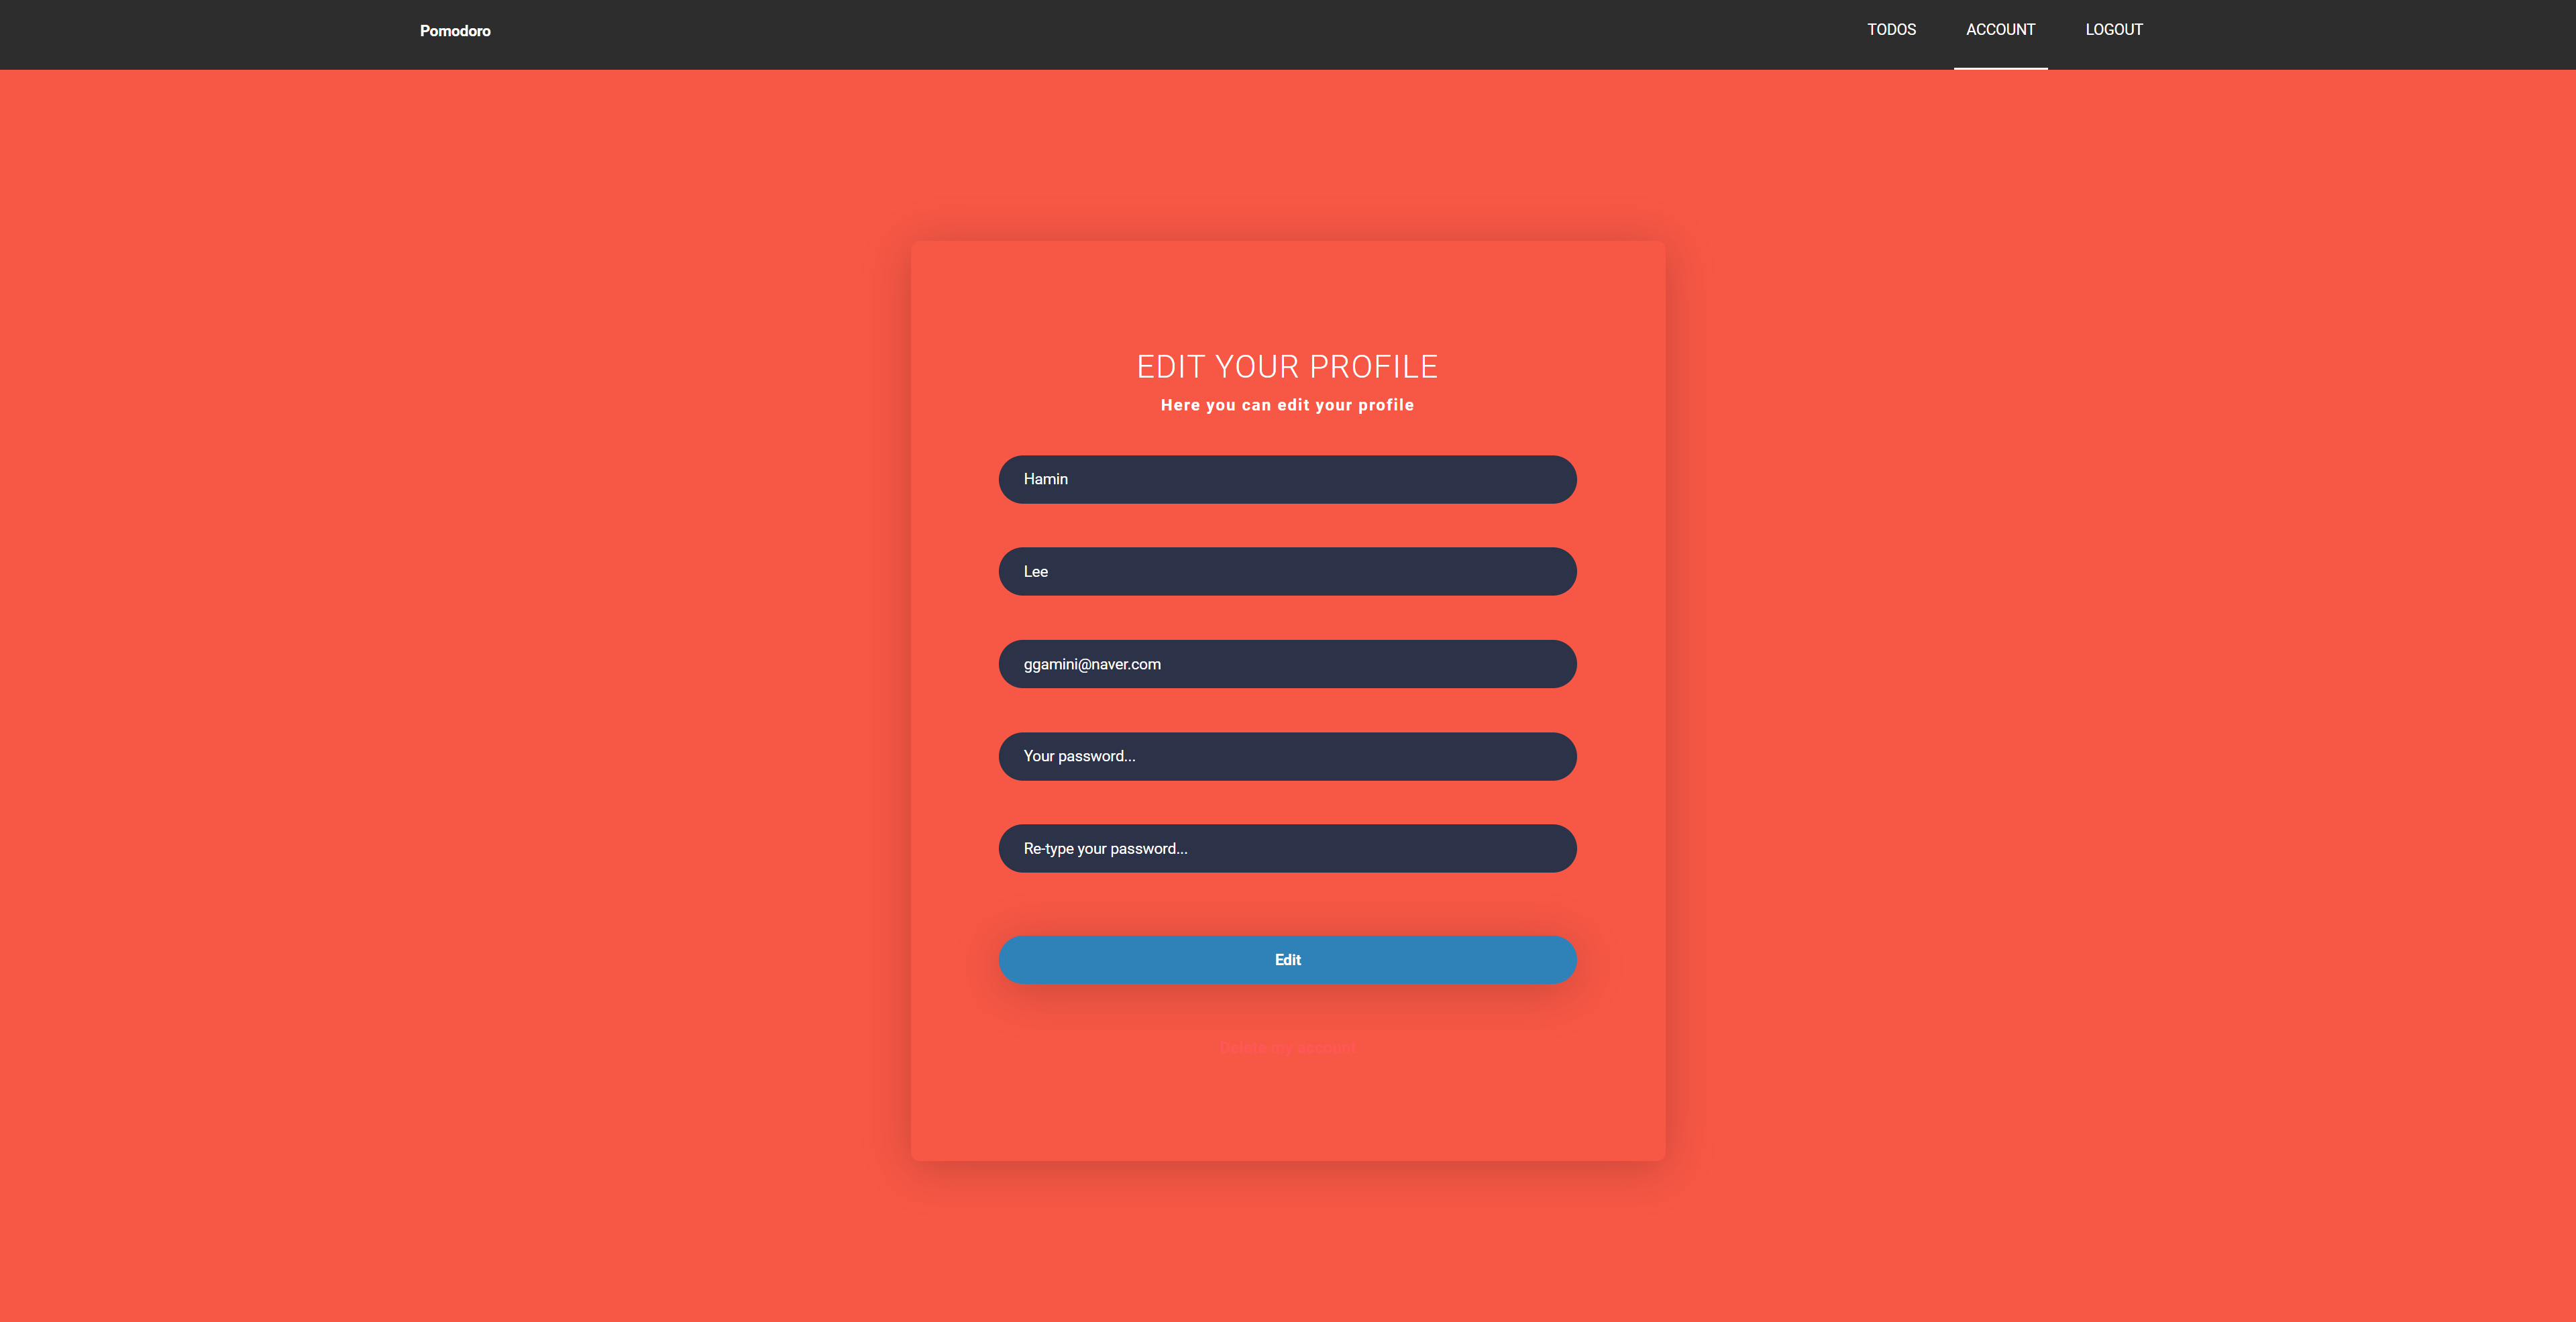 Pomodoro
TODOS
ACCOUNT
LOGOUT
EDIT YOUR PROFILE
Here you can edit your profile
Hamin
Lee
ggamini@naver.com
Your password...
Re-type your password...
Edit
Delete my account